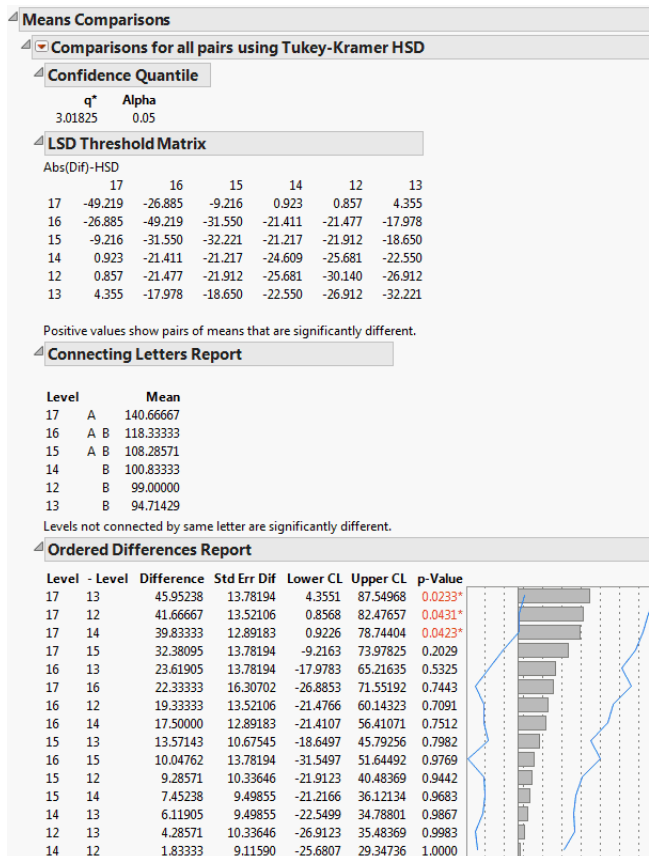 Means Comparisons
Comparisons for all pairs using Tukey-Kramer HSD
Confidence Quantile
q* Alpha
3.01825 0.05
LSD Threshold Matrix
Abs(Dif)-HSD
17 16 15 14 12 13
17 -49.219 -26.885 -9.216 0.923 0.857 4.355
16 -26.885 -49.219 -31.550 -21.411 -21.477 -17.978
15 -9.216 -31.550 -32.221 -21.217 -21.912 -18.650
14 0.923 -21.411 -21.217 -24.609 -25.681 -22.550
12 0.857 -21.477 -21.912 -25.681 -30.140 -26.912
13 4.355 -17.978 -18.650 -22.550 -26.912 -32.221
Positive values show pairs of means that are significantly different.
Connecting Letters Report
Level Mean
17 A 140.66667
16 A B 118.33333
15 A B 108.28571
14 B 100.83333
12 B 99.00000
13 B 94.71429
Levels not connected by same letter are significantly different.
Ordered Differences Report
Level - Level Difference Std Err Dif Lower CL Upper CL p-Value
17 13 45.95238 13.78194 4.3551 87.54968 0.0233*
17 12 41.66667 13.52106 0.8568 82.47657 0.0431*
17 14 39.83333 12.89183 0.9226 78.74404 0.0423*
17 15 32.38095 13.78194 -9.2163 73.97825 0.2029
16 13 23.61905 13.78194 -17.9783 65.21635 0.5325
17 16 22.33333 16.30702 -26.8853 71.55192 0.7443
16 12 19.33333 13.52106 -21.4766 60.14323 0.7091
16 14 17.50000 12.89183 -21.4107 56.41071 0.7512
15 13 13.57143 10.67545 -18.6497 45.79256 0.7982
16 15 10.04762 13.78194 -31.5497 51.64492 0.9769
15 12 9.28571 10.33646 -21.9123 40.48369 0.9442
15 14 7.45238 9.49855 -21.2166 36.12134 0.9683
14 13 6.11905 9.49855 -22.5499 34.78801 0.9867
12 13 4.28571 10.33646 -26.9123 35.48369 0.9983
14 12 1.83333 9.11590 -25.6807 29.34736 1.0000